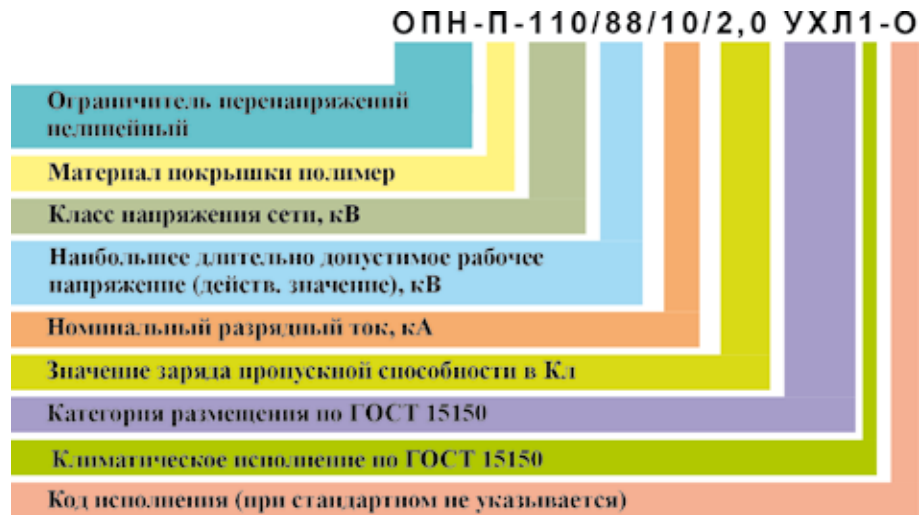 ОПН-П-110/88/10/2,0 УХЛ1-О
Ограничитель перенапряжений
нелинейный
Материал покрышки полимер
Класс напряжения сети, кВ
Наибольшее длительно допустимое рабочее
напряжение (действ. значение), кВ
Номинальный разрядный ток, кА
Значение заряда пропускной способности в Кл
Категория размещения по ГОСТ 15150
Климатическое исполнение по ГОСТ 15150
Код исполнения (при стандартном не указывается)